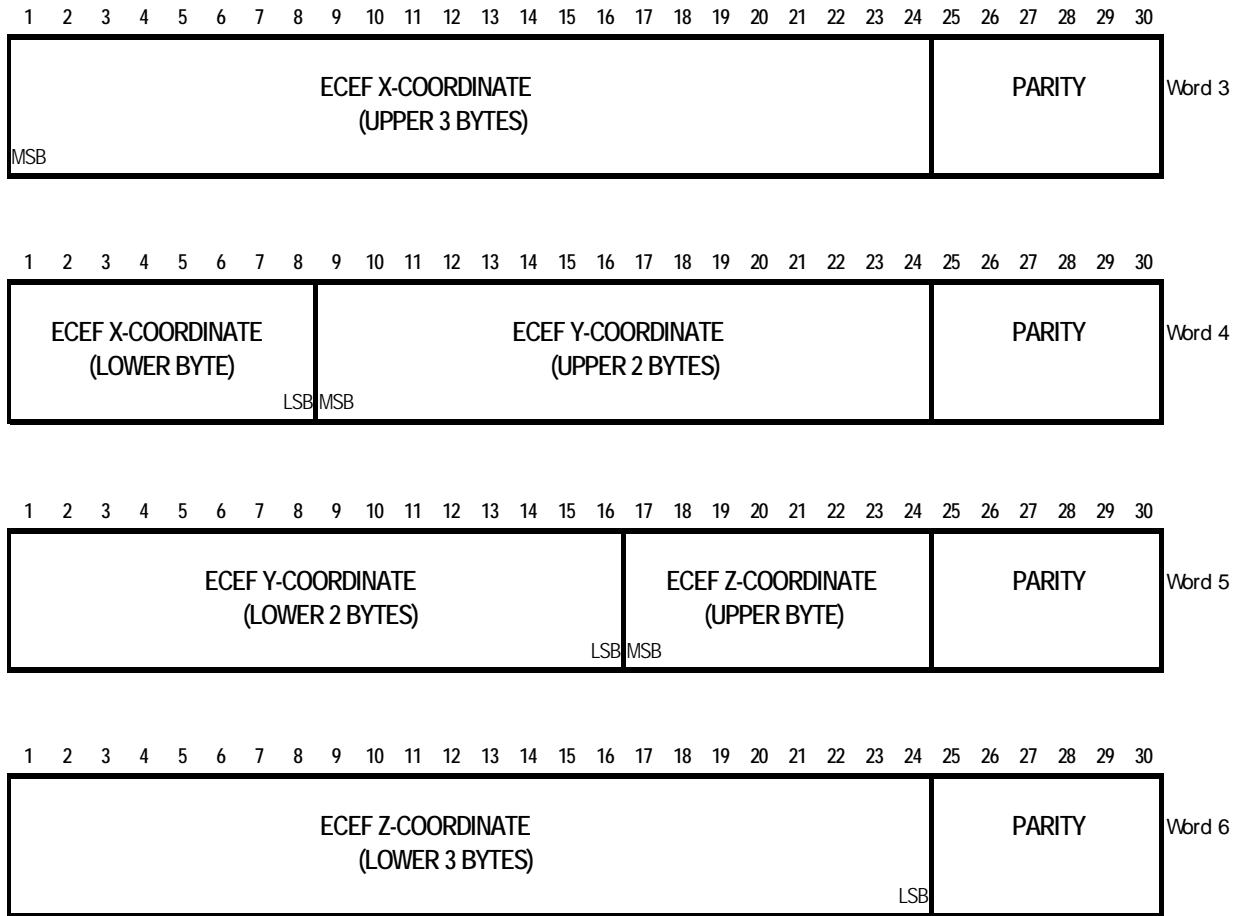 1 2 3 4 5 6 7 8 9 10 11 12 13 14 15 16 17 18 19 20 21 22 23 24 25 26 27 28 29 30
ECEF X-COORDINATE
(UPPER 3 BYTES)
PARITY
Word 3
MSB
1 2 3 4 5 6 7 8 9 10 11 12 13 14 15 16 17 18 19 20 21 22 23 24 25 26 27 28 29 30
ECEF X-COORDINATE
(LOWER BYTE)
LSB
ECEF Y-COORDINATE
(UPPER 2 BYTES)
MSB
PARITY
Word 4
1 2 3 4 5 6 7 8 9 10 11 12 13 14 15 16 17 18 19 20 21 22 23 24 25 26 27 28 29 30
ECEF Y-COORDINATE
(LOWER 2 BYTES)
LSB
ECEF Z-COORDINATE
(UPPER BYTE)
MSB
PARITY
Word 5
1 2 3 4 5 6 7 8 9 10 11 12 13 14 15 16 17 18 19 20 21 22 23 24 25 26 27 28 29 30
ECEF Z-COORDINATE
(LOWER 3 BYTES)
LSB
PARITY
Word 6